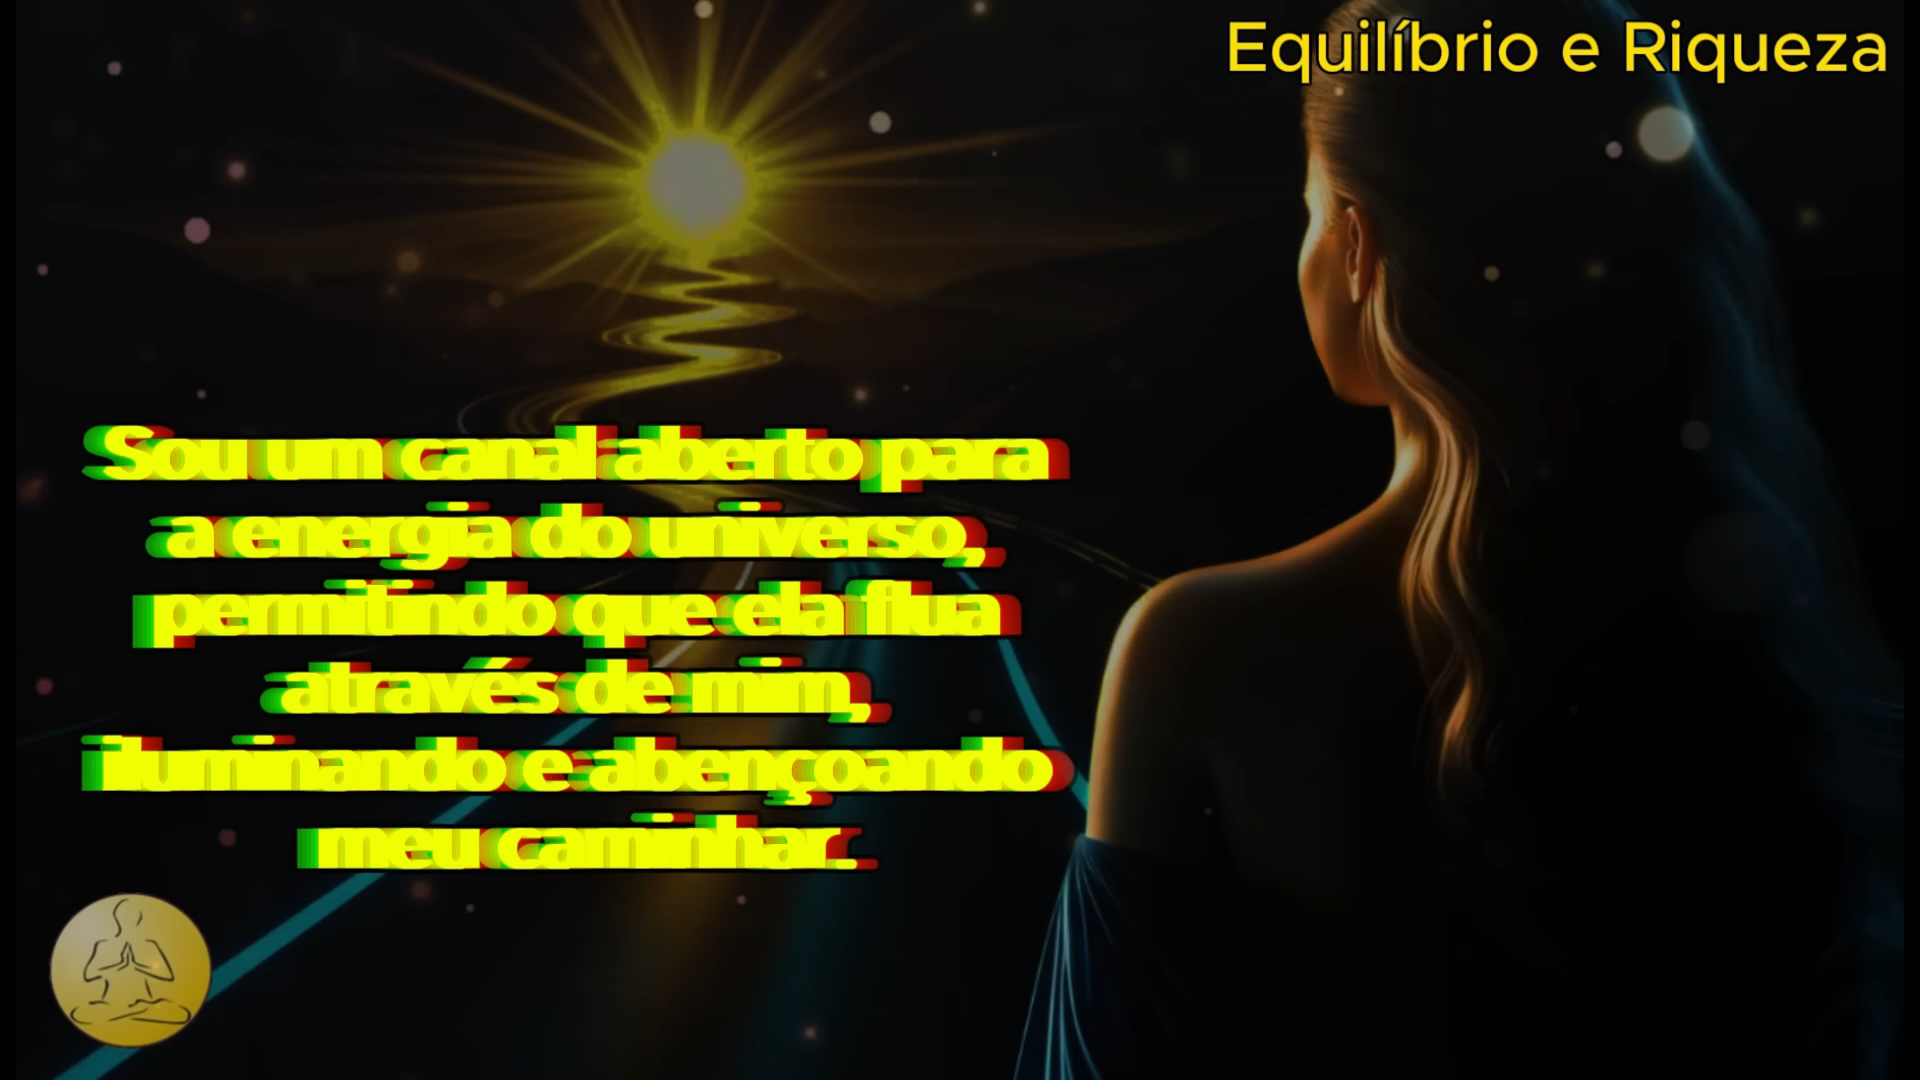 Equilíbrio e Riqueza
Sou um canal aberto para
a energia do universo,
permitindo que ela flua
através de mim,
iluminando e abençoando
meu caminhar.